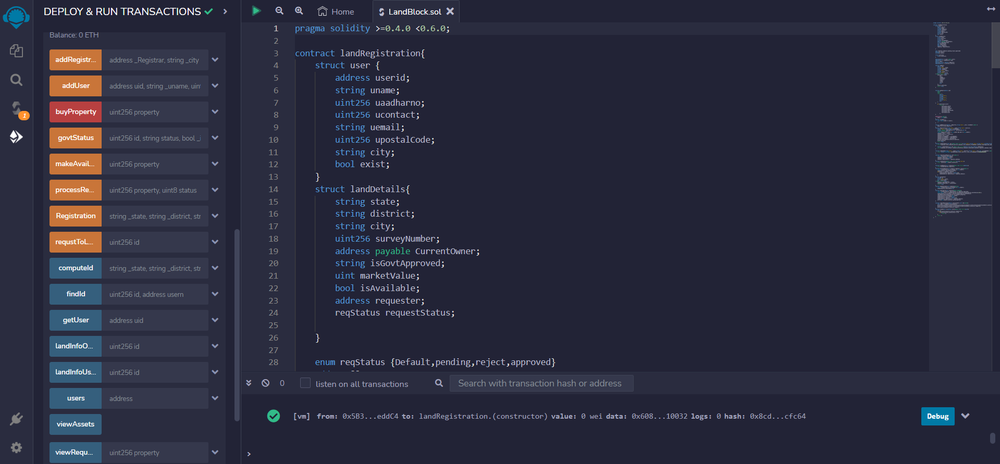 DEPLOY & RUN TRANSACTIONS
Balance: 0 ETH
addRegistr... address _Registrar, string _city
addUser address uid, string _uname, uin
buyProperty uint256 property
govtStatus uint256 id, string status, bool _i
makeAvail... uint256 property
processRe... uint256 property, uint8 status
Registration string _state, string _district, str
requstToL... uint256 id
computeId string _state, string _district, str
findId uint256 id, address usern
getUser address uid
landInfoO... uint256 id
landInfoUs... uint256 id
users address
viewAssets
viewRequ... uint256 property
1
Home
LandBlock.sol
1 pragma solidity >=0.4.0 <0.6.0;
2
3 contract landRegistration{
4 struct user {
5 address userid;
6 string uname;
7 uint256 uaadharno;
8 uint256 ucontact;
9 string uemail;
10 uint256 upostalCode;
11 string city;
12 bool exist;
13 }
14 struct landDetails{
15 string state;
16 string district;
17 string city;
18 uint256 surveyNumber;
19 address payable CurrentOwner;
20 string isGovtApproved;
21 uint marketValue;
22 bool isAvailable;
23 address requester;
24 reqStatus requestStatus;
25
26 }
27
28 enum reqStatus {Default,pending,reject,approved}
0 listen on all transactions Search with transaction hash or address
[vm] from: 0x5B3...eddC4 to: landRegistration.(constructor) value: 0 wei data: 0x608...10032 logs: 0 hash: 0x8cd...cfc64
Debug
>